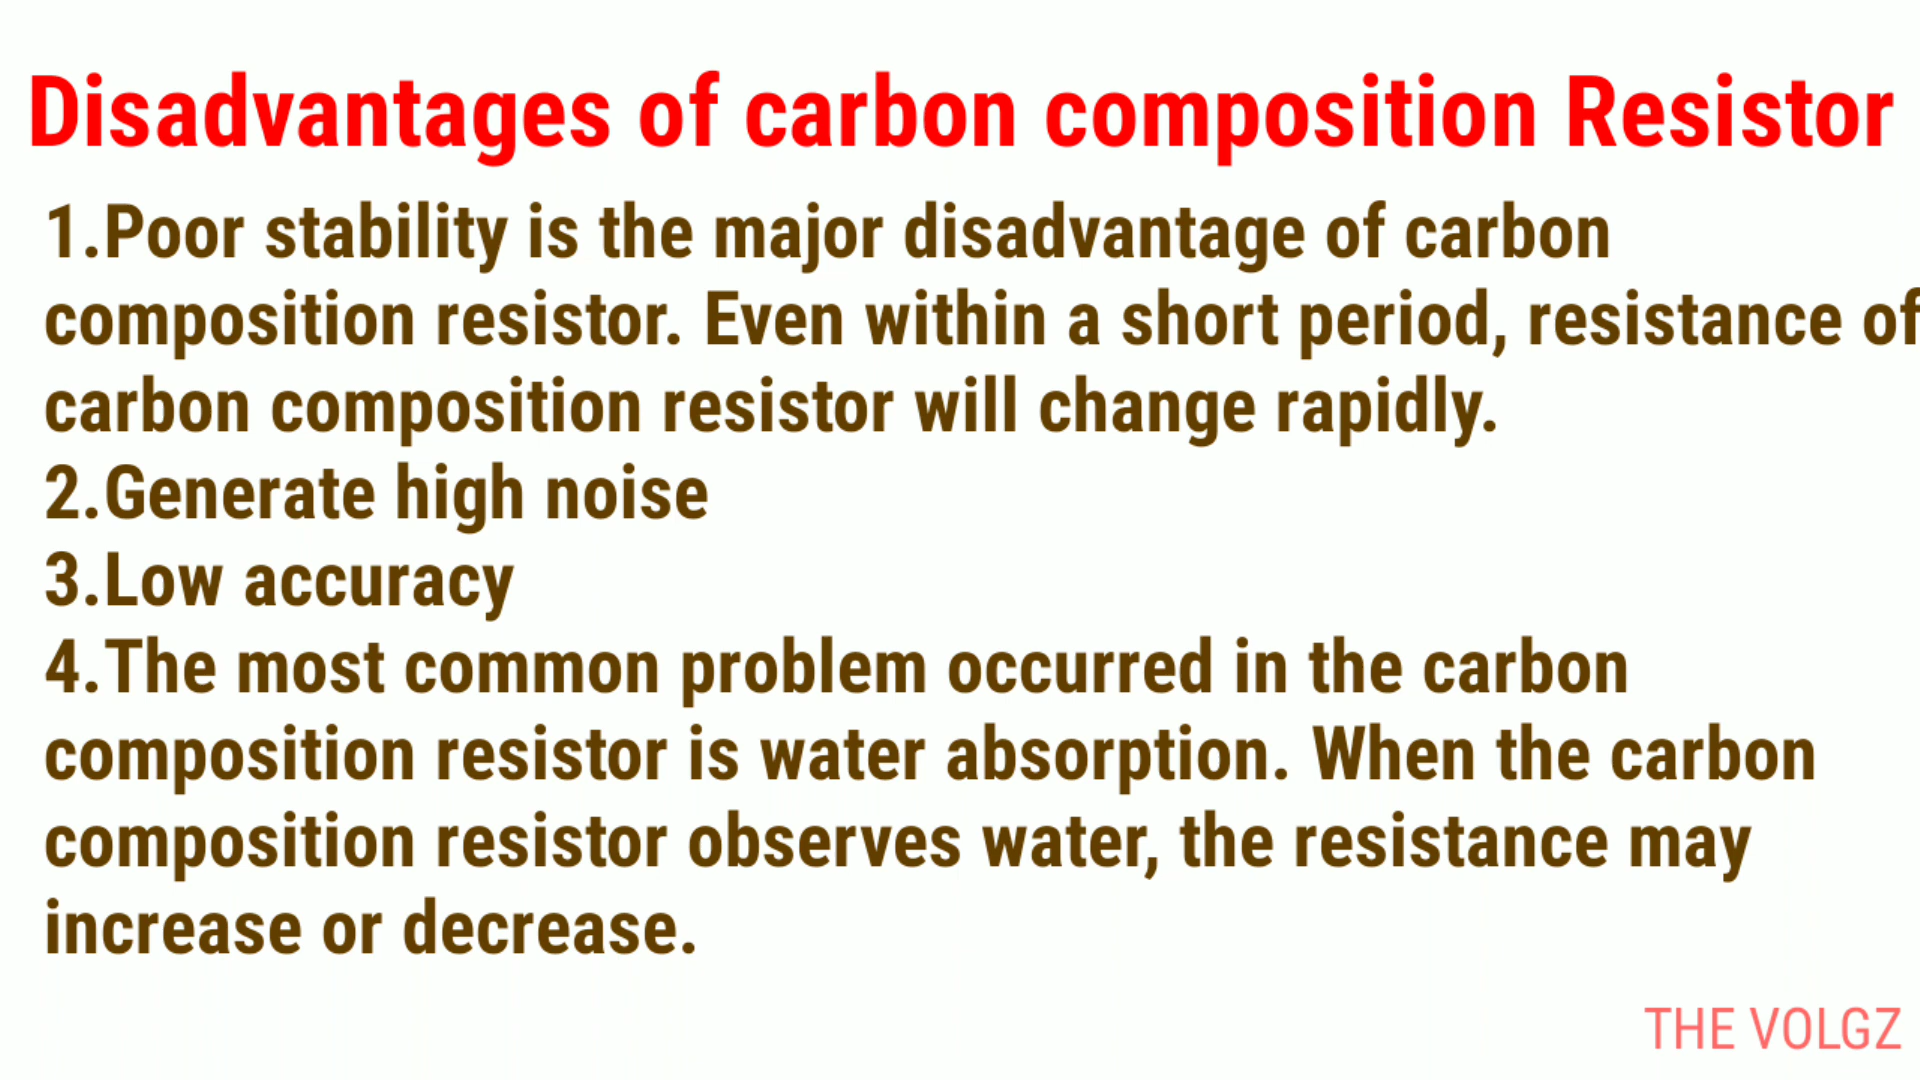 Disadvantages of carbon composition Resistor
1.Poor stability is the major disadvantage of carbon
composition resistor. Even within a short period, resistance of
carbon composition resistor will change rapidly.
2.Generate high noise
3.Low accuracy
4.The most common problem occurred in the carbon
composition resistor is water absorption. When the carbon
composition resistor observes water, the resistance may
increase or decrease.
THE VOLGZ